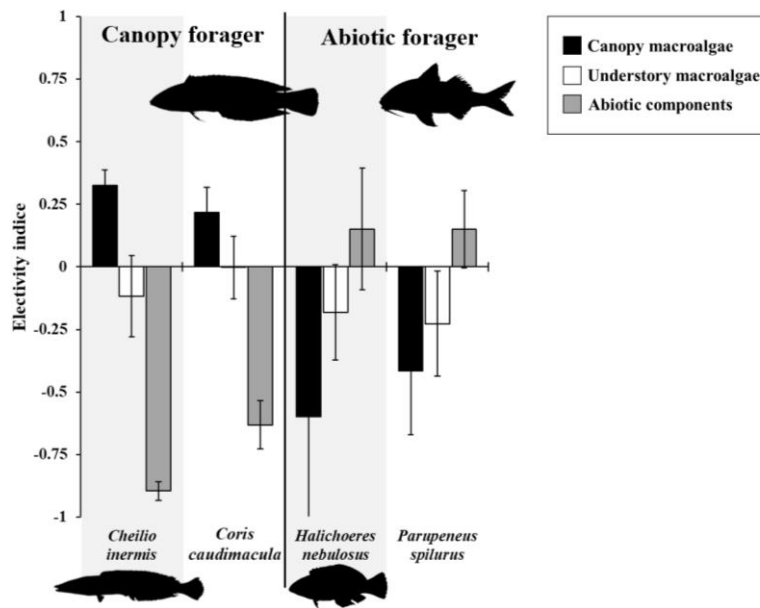 Canopy forager
Abiotic forager
Canopy macroalgae
Understory macroalgae
Abiotic components
Electivity indice
1
0.75
0.5
0.25
0
-0.25
-0.5
-0.75
-1
Cheilio
inermis
Coris
caudimacula
Halichoeres
nebulosus
Parupeneus
spilurus